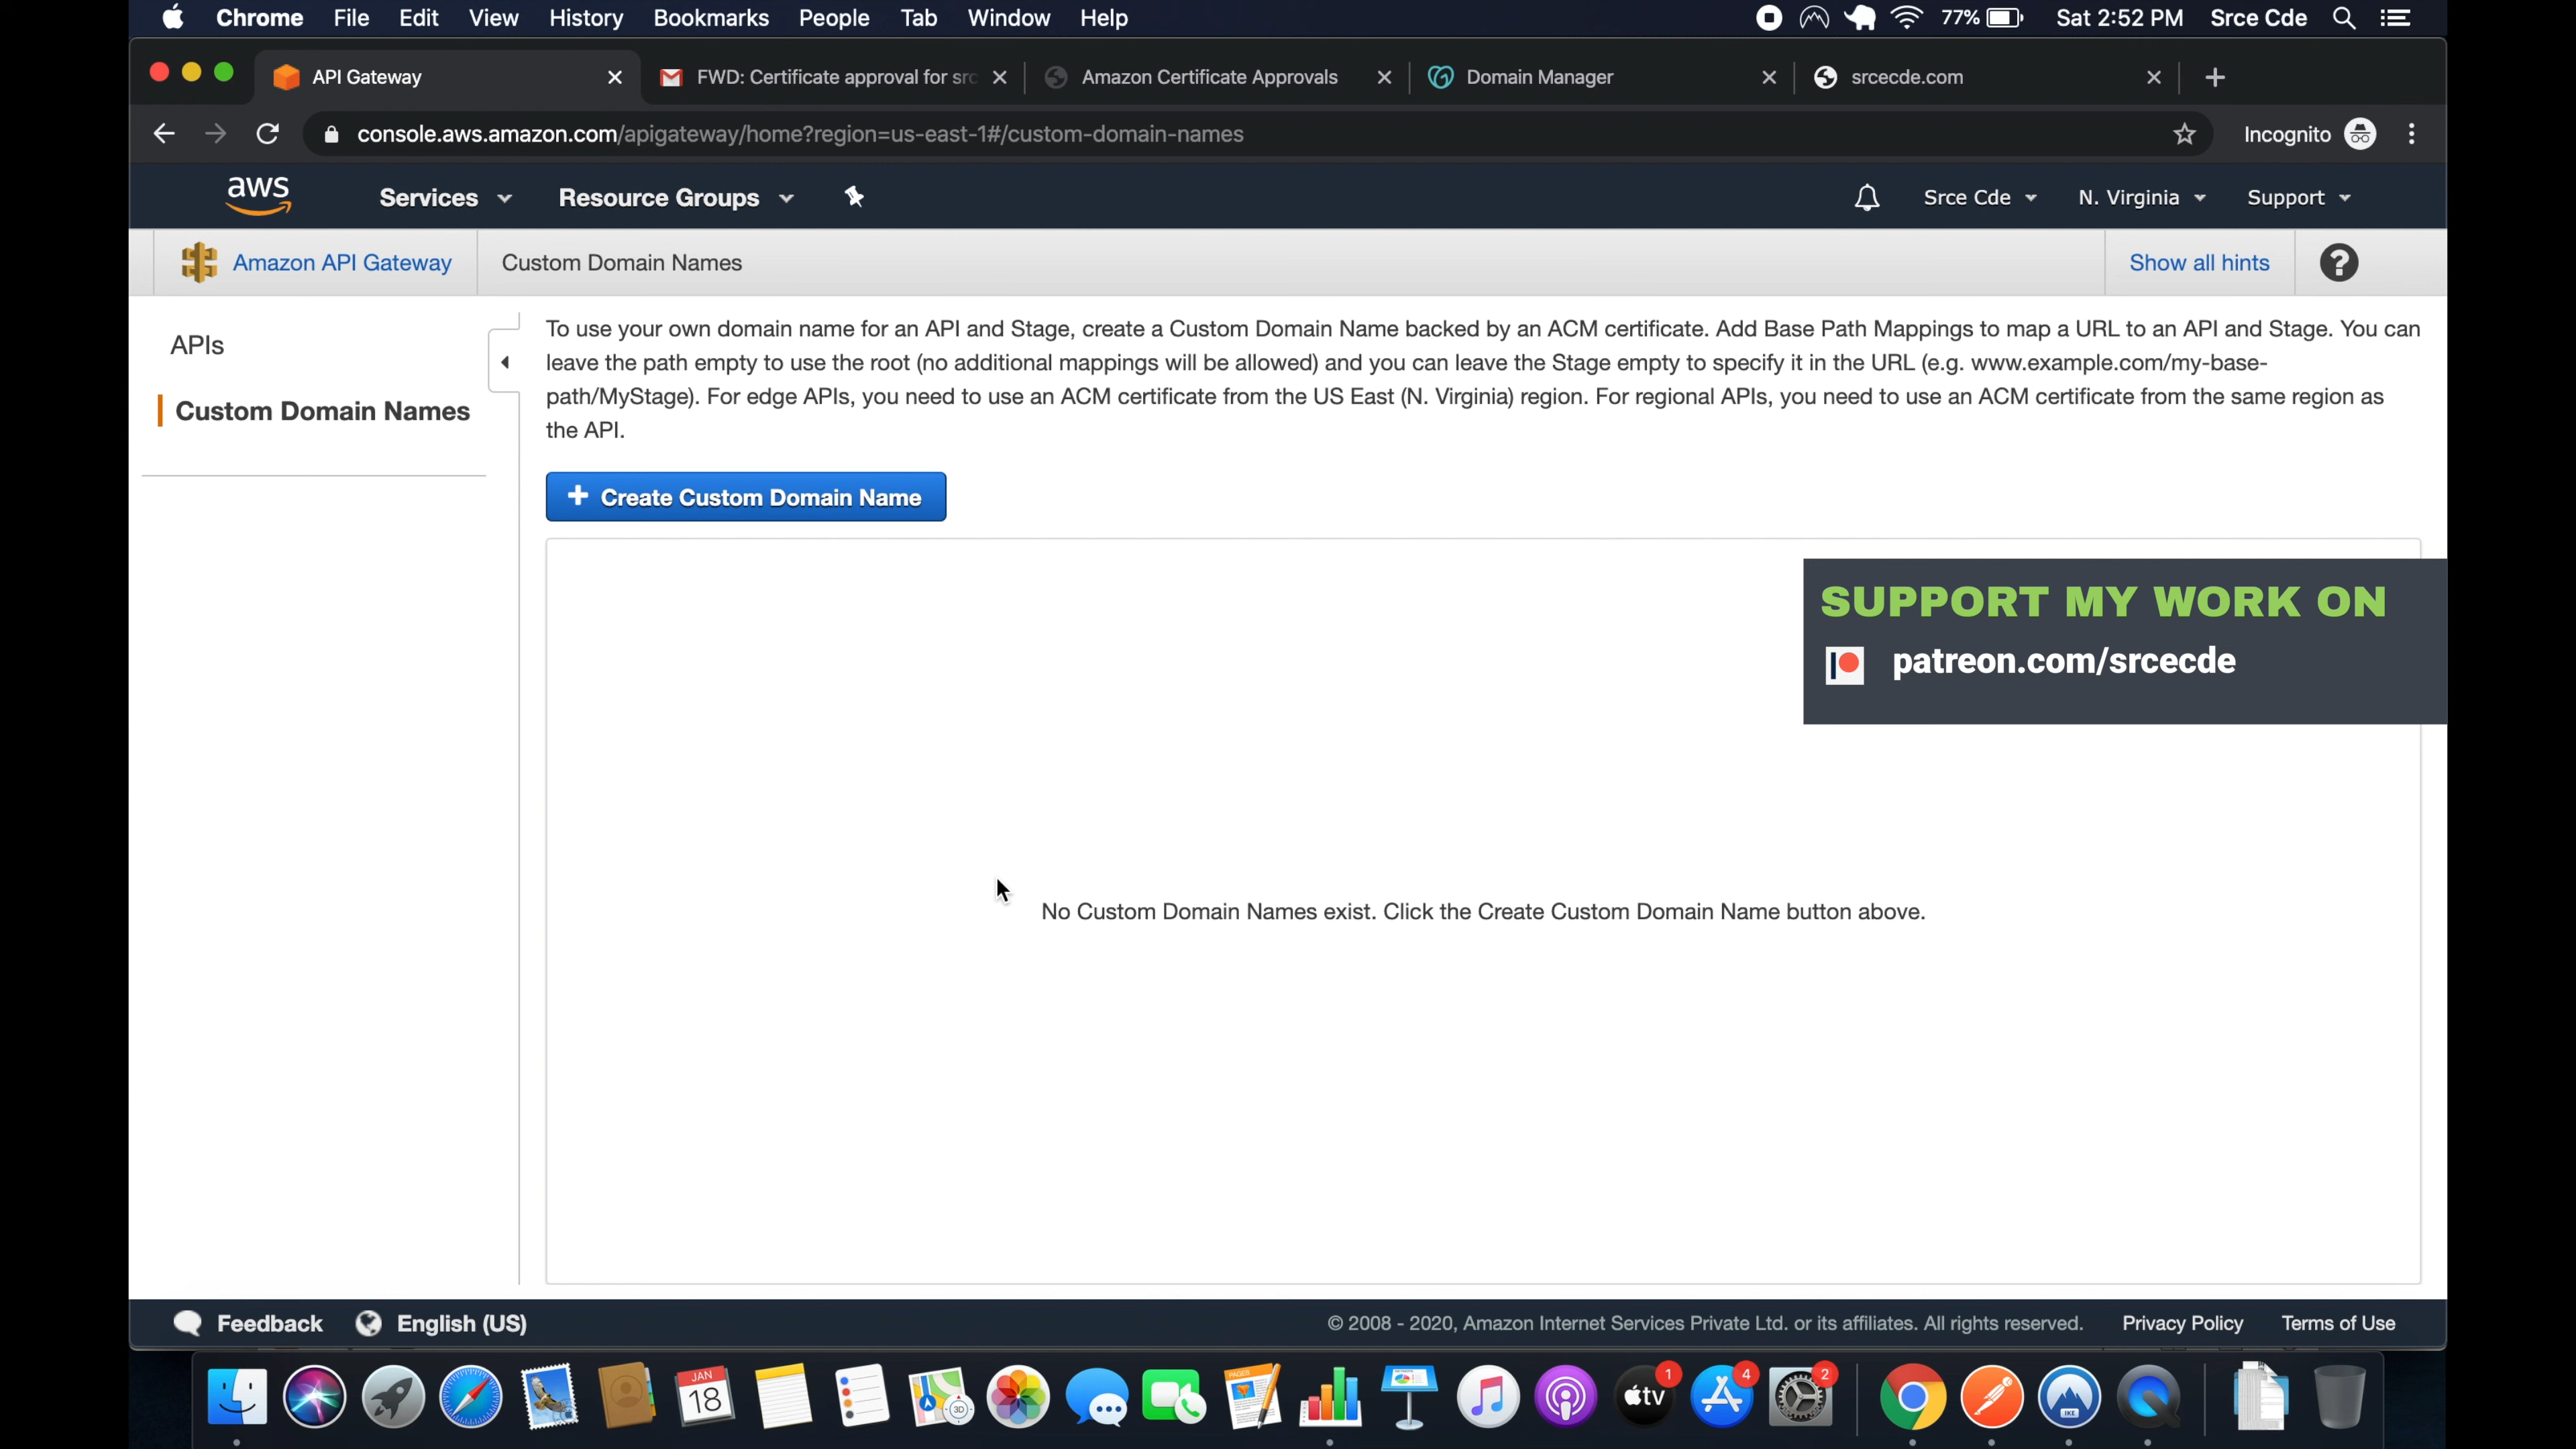 Chrome File Edit View History Bookmarks People Tab Window Help 77% Sat 2:52 PM Srce Cde
API Gateway FWD: Certificate approval for src Amazon Certificate Approvals Domain Manager srcecde.com
console.aws.amazon.com/apigateway/home?region=us-east-1#/custom-domain-names Incognito
aws Services Resource Groups Srce Cde N. Virginia Support
Amazon API Gateway Custom Domain Names Show all hints ?
APIs
Custom Domain Names
To use your own domain name for an API and Stage, create a Custom Domain Name backed by an ACM certificate. Add Base Path Mappings to map a URL to an API and Stage. You can
leave the path empty to use the root (no additional mappings will be allowed) and you can leave the Stage empty to specify it in the URL (e.g. www.example.com/my-base-
path/MyStage). For edge APIs, you need to use an ACM certificate from the US East (N. Virginia) region. For regional APIs, you need to use an ACM certificate from the same region as
the API.
+ Create Custom Domain Name
SUPPORT MY WORK ON
patreon.com/srcecde
No Custom Domain Names exist. Click the Create Custom Domain Name button above.
Feedback English (US) © 2008 - 2020, Amazon Internet Services Private Ltd. or its affiliates. All rights reserved. Privacy Policy Terms of Use
JAN
18
3D
PAGES
tv
1
4
2
IKE